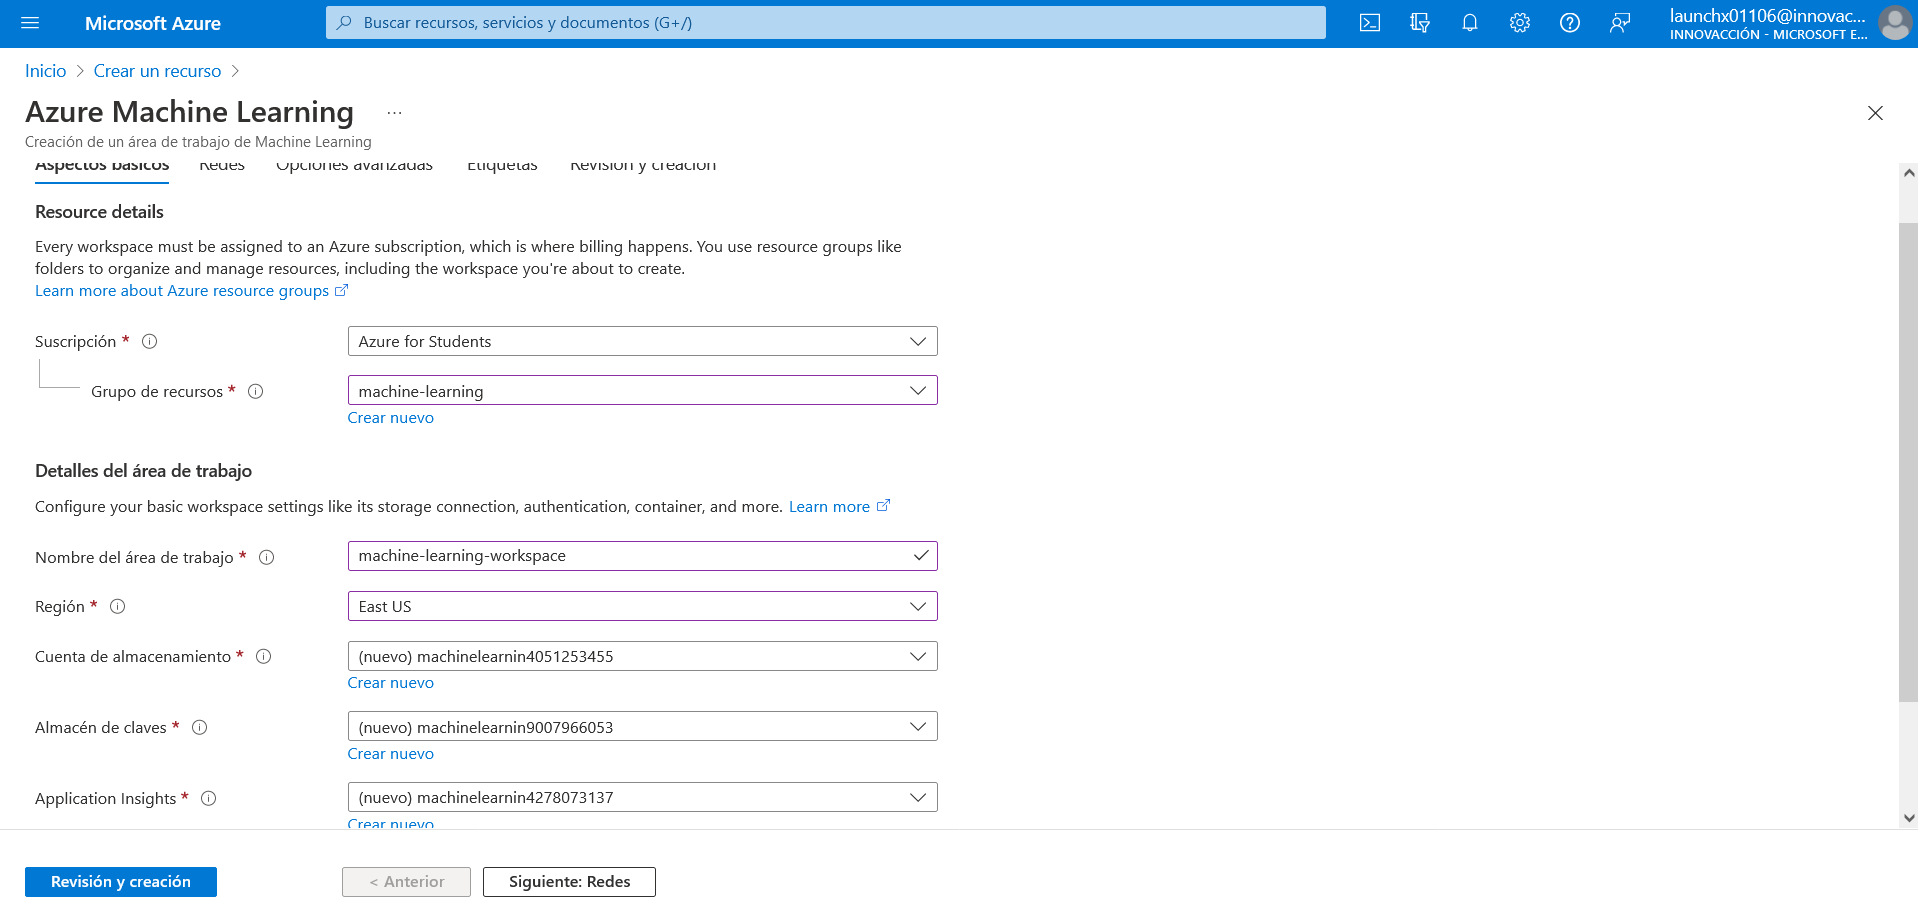 Microsoft Azure
Buscar recursos, servicios y documentos (G+/)
launchx01106@innovac...
INNOVACCIÓN - MICROSOFT E...
Inicio > Crear un recurso >
Azure Machine Learning ...
Creación de un área de trabajo de Machine Learning
Aspectos básicos Redes Opciones avanzadas Etiquetas Revisión y creación
Resource details
Every workspace must be assigned to an Azure subscription, which is where billing happens. You use resource groups like
folders to organize and manage resources, including the workspace you're about to create.
Learn more about Azure resource groups
Suscripción * Azure for Students
Grupo de recursos * machine-learning
Crear nuevo
Detalles del área de trabajo
Configure your basic workspace settings like its storage connection, authentication, container, and more. Learn more
Nombre del área de trabajo * machine-learning-workspace
Región * East US
Cuenta de almacenamiento * (nuevo) machinelearnin4051253455
Crear nuevo
Almacén de claves * (nuevo) machinelearnin9007966053
Crear nuevo
Application Insights * (nuevo) machinelearnin4278073137
Crear nuevo
Revisión y creación < Anterior Siguiente: Redes